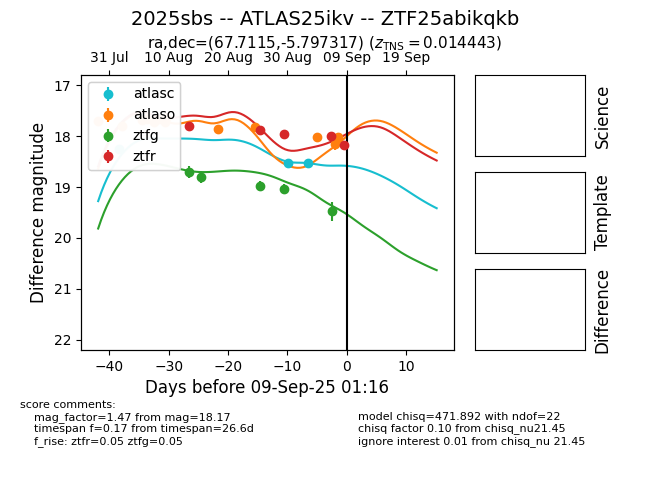 2025sbs -- ATLAS25ikv -- ZTF25abikqkb
ra,dec=(67.7115,-5.797317) (z_TNS = 0.014443)
31 Jul 10 Aug 20 Aug 30 Aug 09 Sep 19 Sep
17
18
19
20
21
22
Difference magnitude
atlasc
atlaso
ztfg
ztfr
−40 −30 −20 −10 0 10
Days before 09-Sep-25 01:16
Science
Template
Difference
score comments:
mag_factor=1.47 from mag=18.17
timespan f=0.17 from timespan=26.6d
f_rise: ztfr=0.05 ztfg=0.05
model chisq=471.892 with ndof=22
chisq factor 0.10 from chisq_nu21.45
ignore interest 0.01 from chisq_nu 21.45